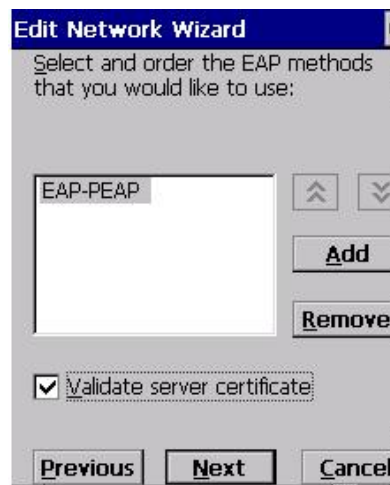 Edit Network Wizard
Select and order the EAP methods
that you would like to use:
EAP-PEAP
Add
Remove
Validate server certificate
Previous
Next
Cancel